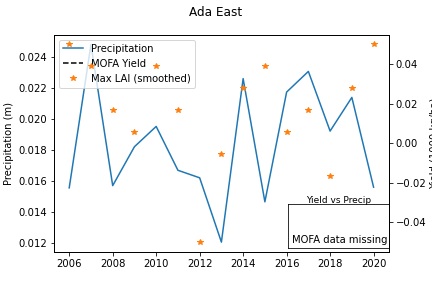 Ada East
Precipitation
MOFA Yield
Max LAI (smoothed)
Precipitation (m)
0.024
0.022
0.020
0.018
0.016
0.014
0.012
0.04
0.02
0.00
−0.02
−0.04
Yield vs Precip
MOFA data missing
2006 2008 2010 2012 2014 2016 2018 2020